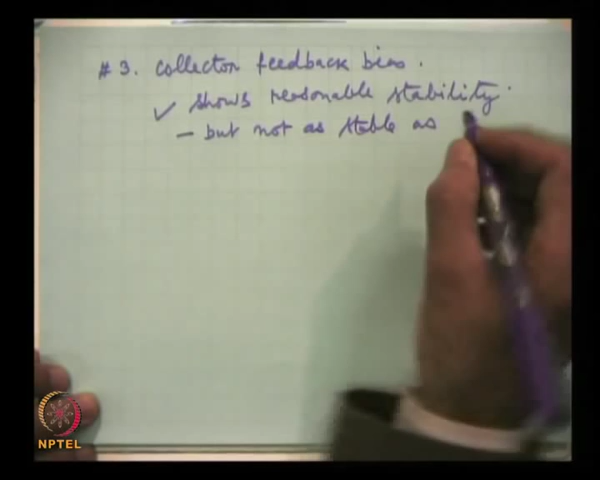 # 3. Collector feedback bias.
✓ shows reasonable stability.
- but not as stable as
NPTEL